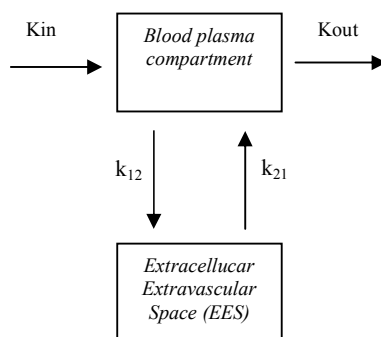 Kin
Blood plasma
compartment
Kout
k12
k21
Extracellucar
Extravascular
Space (EES)